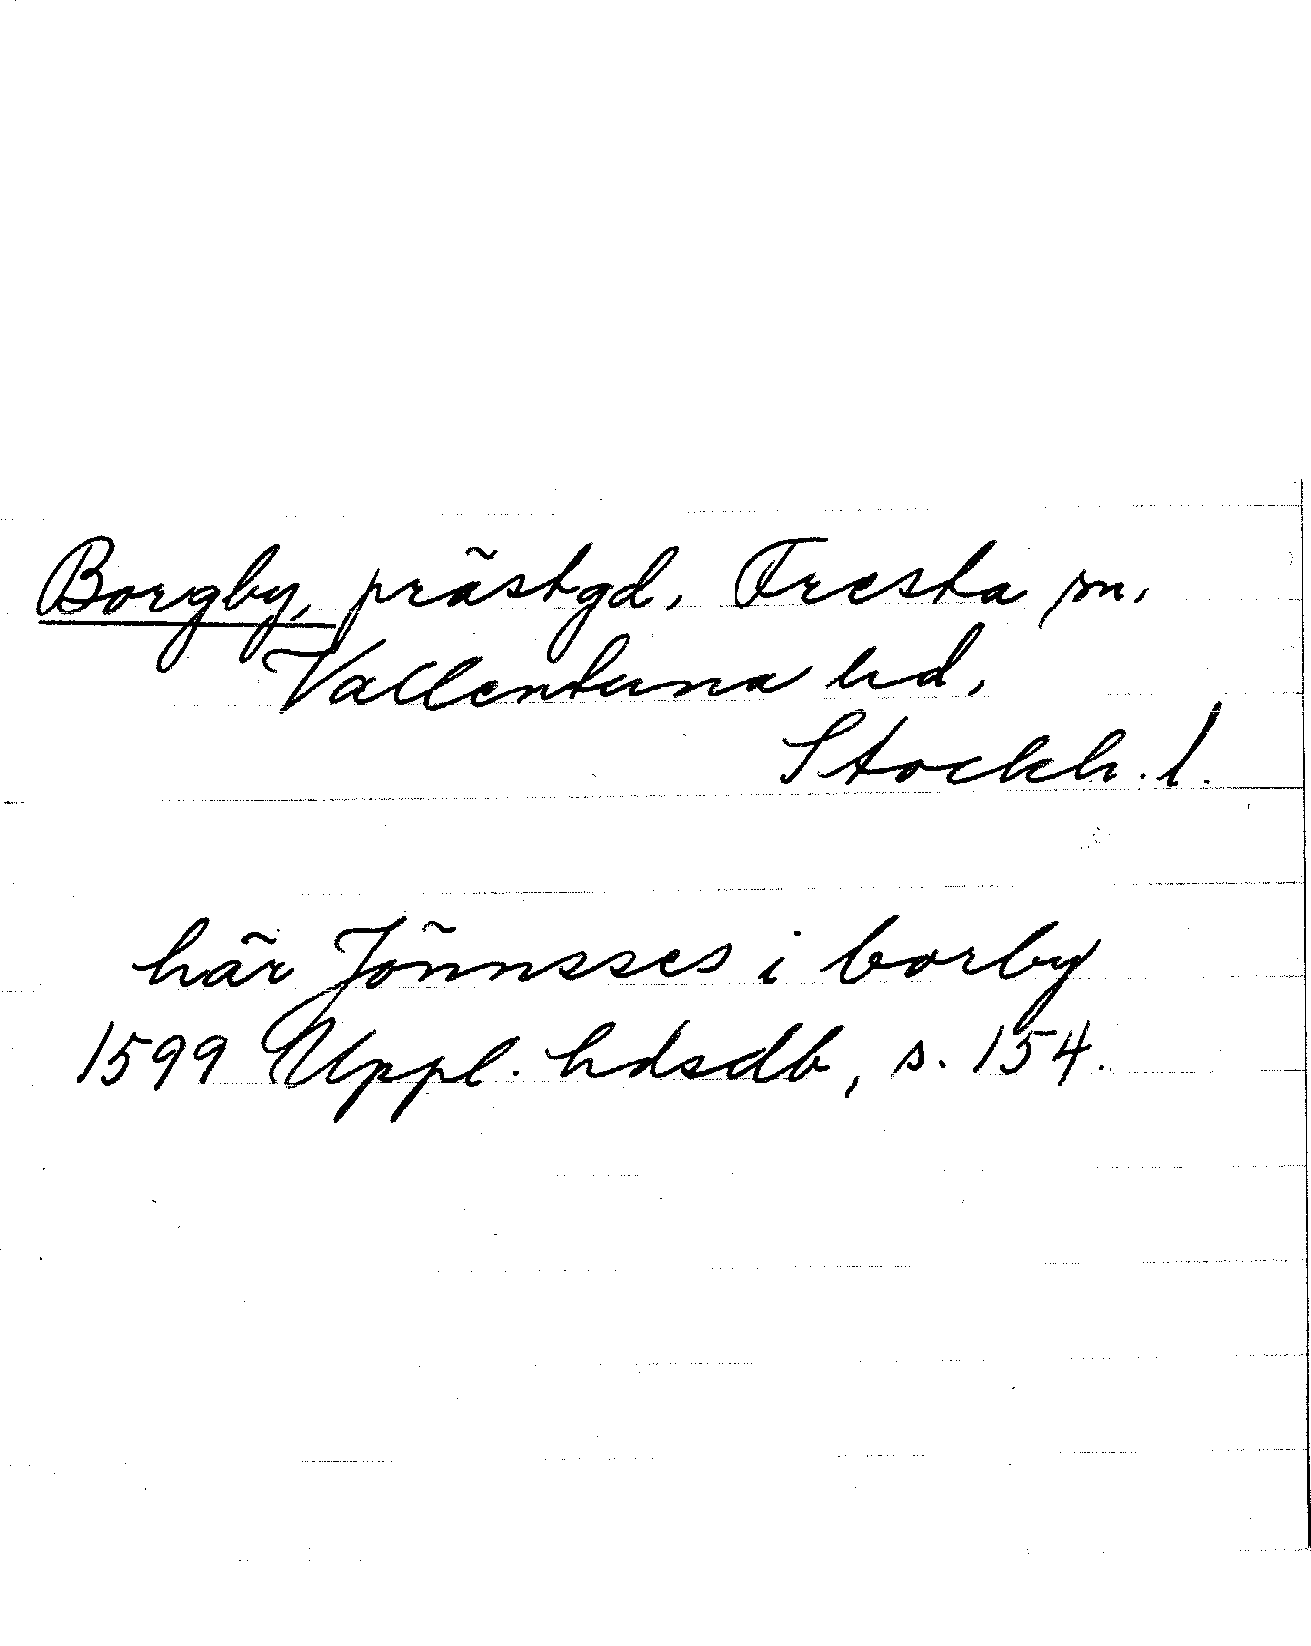 Borgby, prästgd, Fresta sn.
Vallentuna hd,
Stockh. l.
här Jönnsses i borby
1599 Uppl. hdsdb, s. 154.